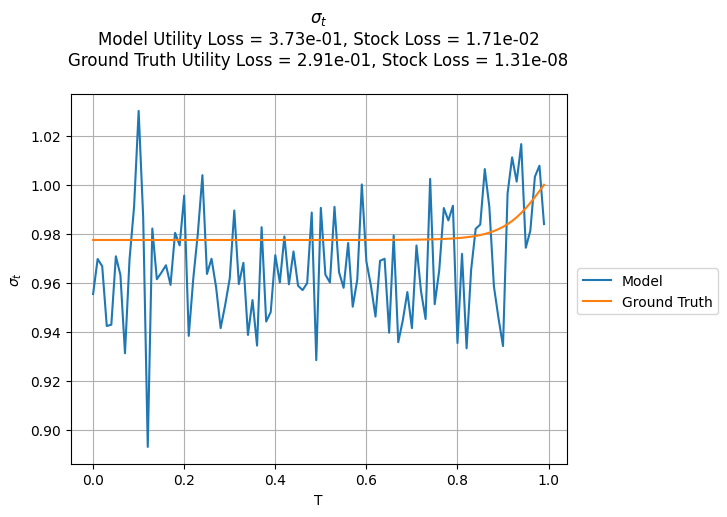 σₜ
Model Utility Loss = 3.73e-01, Stock Loss = 1.71e-02
Ground Truth Utility Loss = 2.91e-01, Stock Loss = 1.31e-08
1.02
1.00
0.98
0.96
0.94
0.92
0.90
σₜ
0.0
0.2
0.4
0.6
0.8
1.0
T
Model
Ground Truth